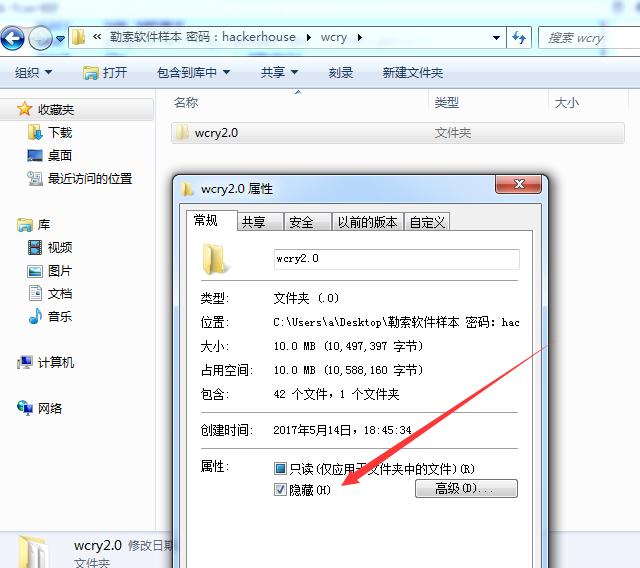 « 勒索软件样本 密码：hackerhouse ▸ wcry ▸
搜索 wcry
组织 打开 包含到库中 共享 刻录 新建文件夹
收藏夹
下载
桌面
最近访问的位置
库
视频
图片
文档
音乐
计算机
网络
名称 类型 大小
wcry2.0 文件夹
wcry2.0 属性
常规 共享 安全 以前的版本 自定义
wcry2.0
类型: 文件夹 (.0)
位置: C:\Users\a\Desktop\勒索软件样本 密码：hac
大小: 10.0 MB (10,497,397 字节)
占用空间: 10.0 MB (10,588,160 字节)
包含: 42 个文件，1 个文件夹
创建时间: 2017年5月14日，18:45:34
属性: 只读(仅应用于文件夹中的文件)(R)
隐藏(H) 高级(D)...
wcry2.0 修改日期
文件夹